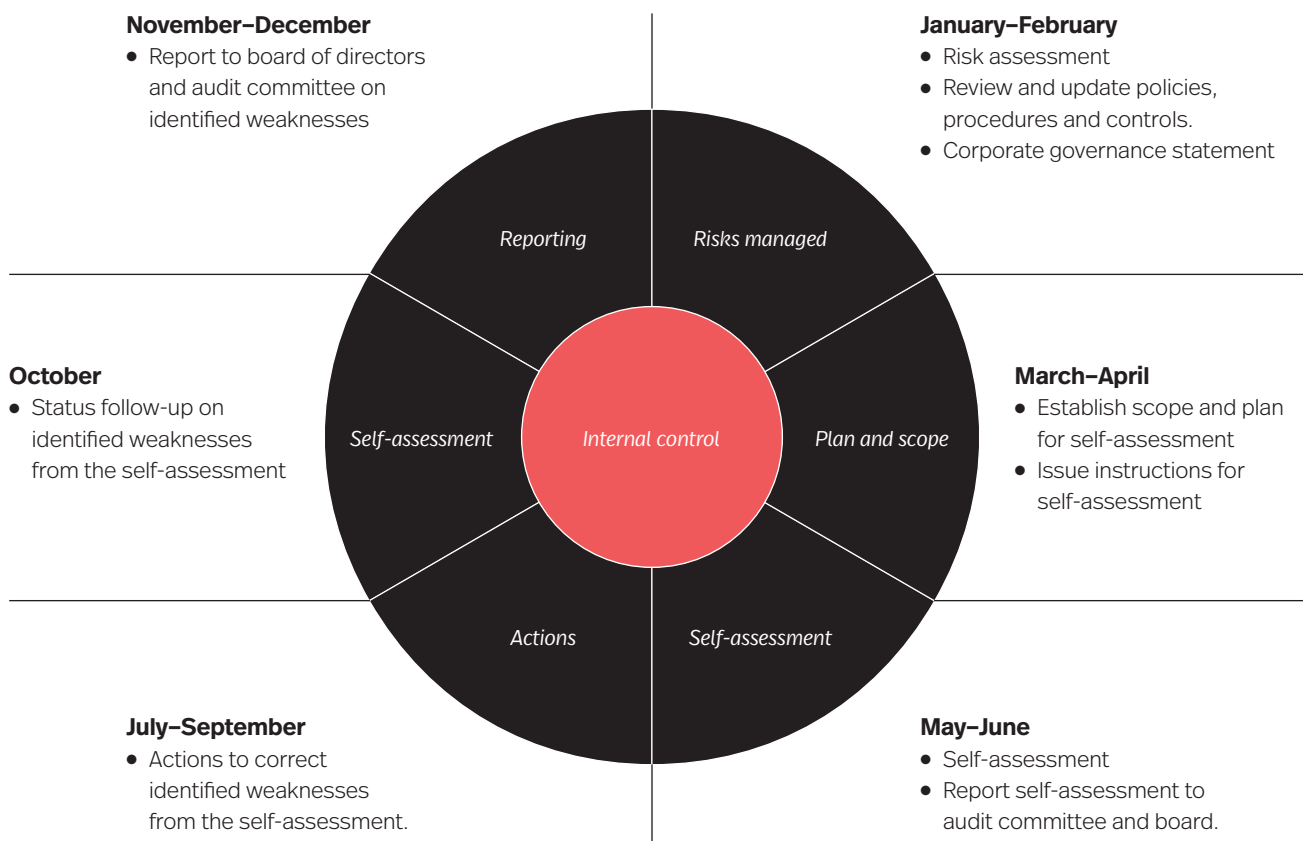 November–December
• Report to board of directors
and audit committee on
identified weaknesses
January–February
• Risk assessment
• Review and update policies,
procedures and controls.
• Corporate governance statement
Reporting
Risks managed
October
• Status follow-up on
identified weaknesses
from the self-assessment
Self-assessment
Internal control
Plan and scope
March–April
• Establish scope and plan
for self-assessment
• Issue instructions for
self-assessment
Actions
Self-assessment
July–September
• Actions to correct
identified weaknesses
from the self-assessment.
May–June
• Self-assessment
• Report self-assessment to
audit committee and board.